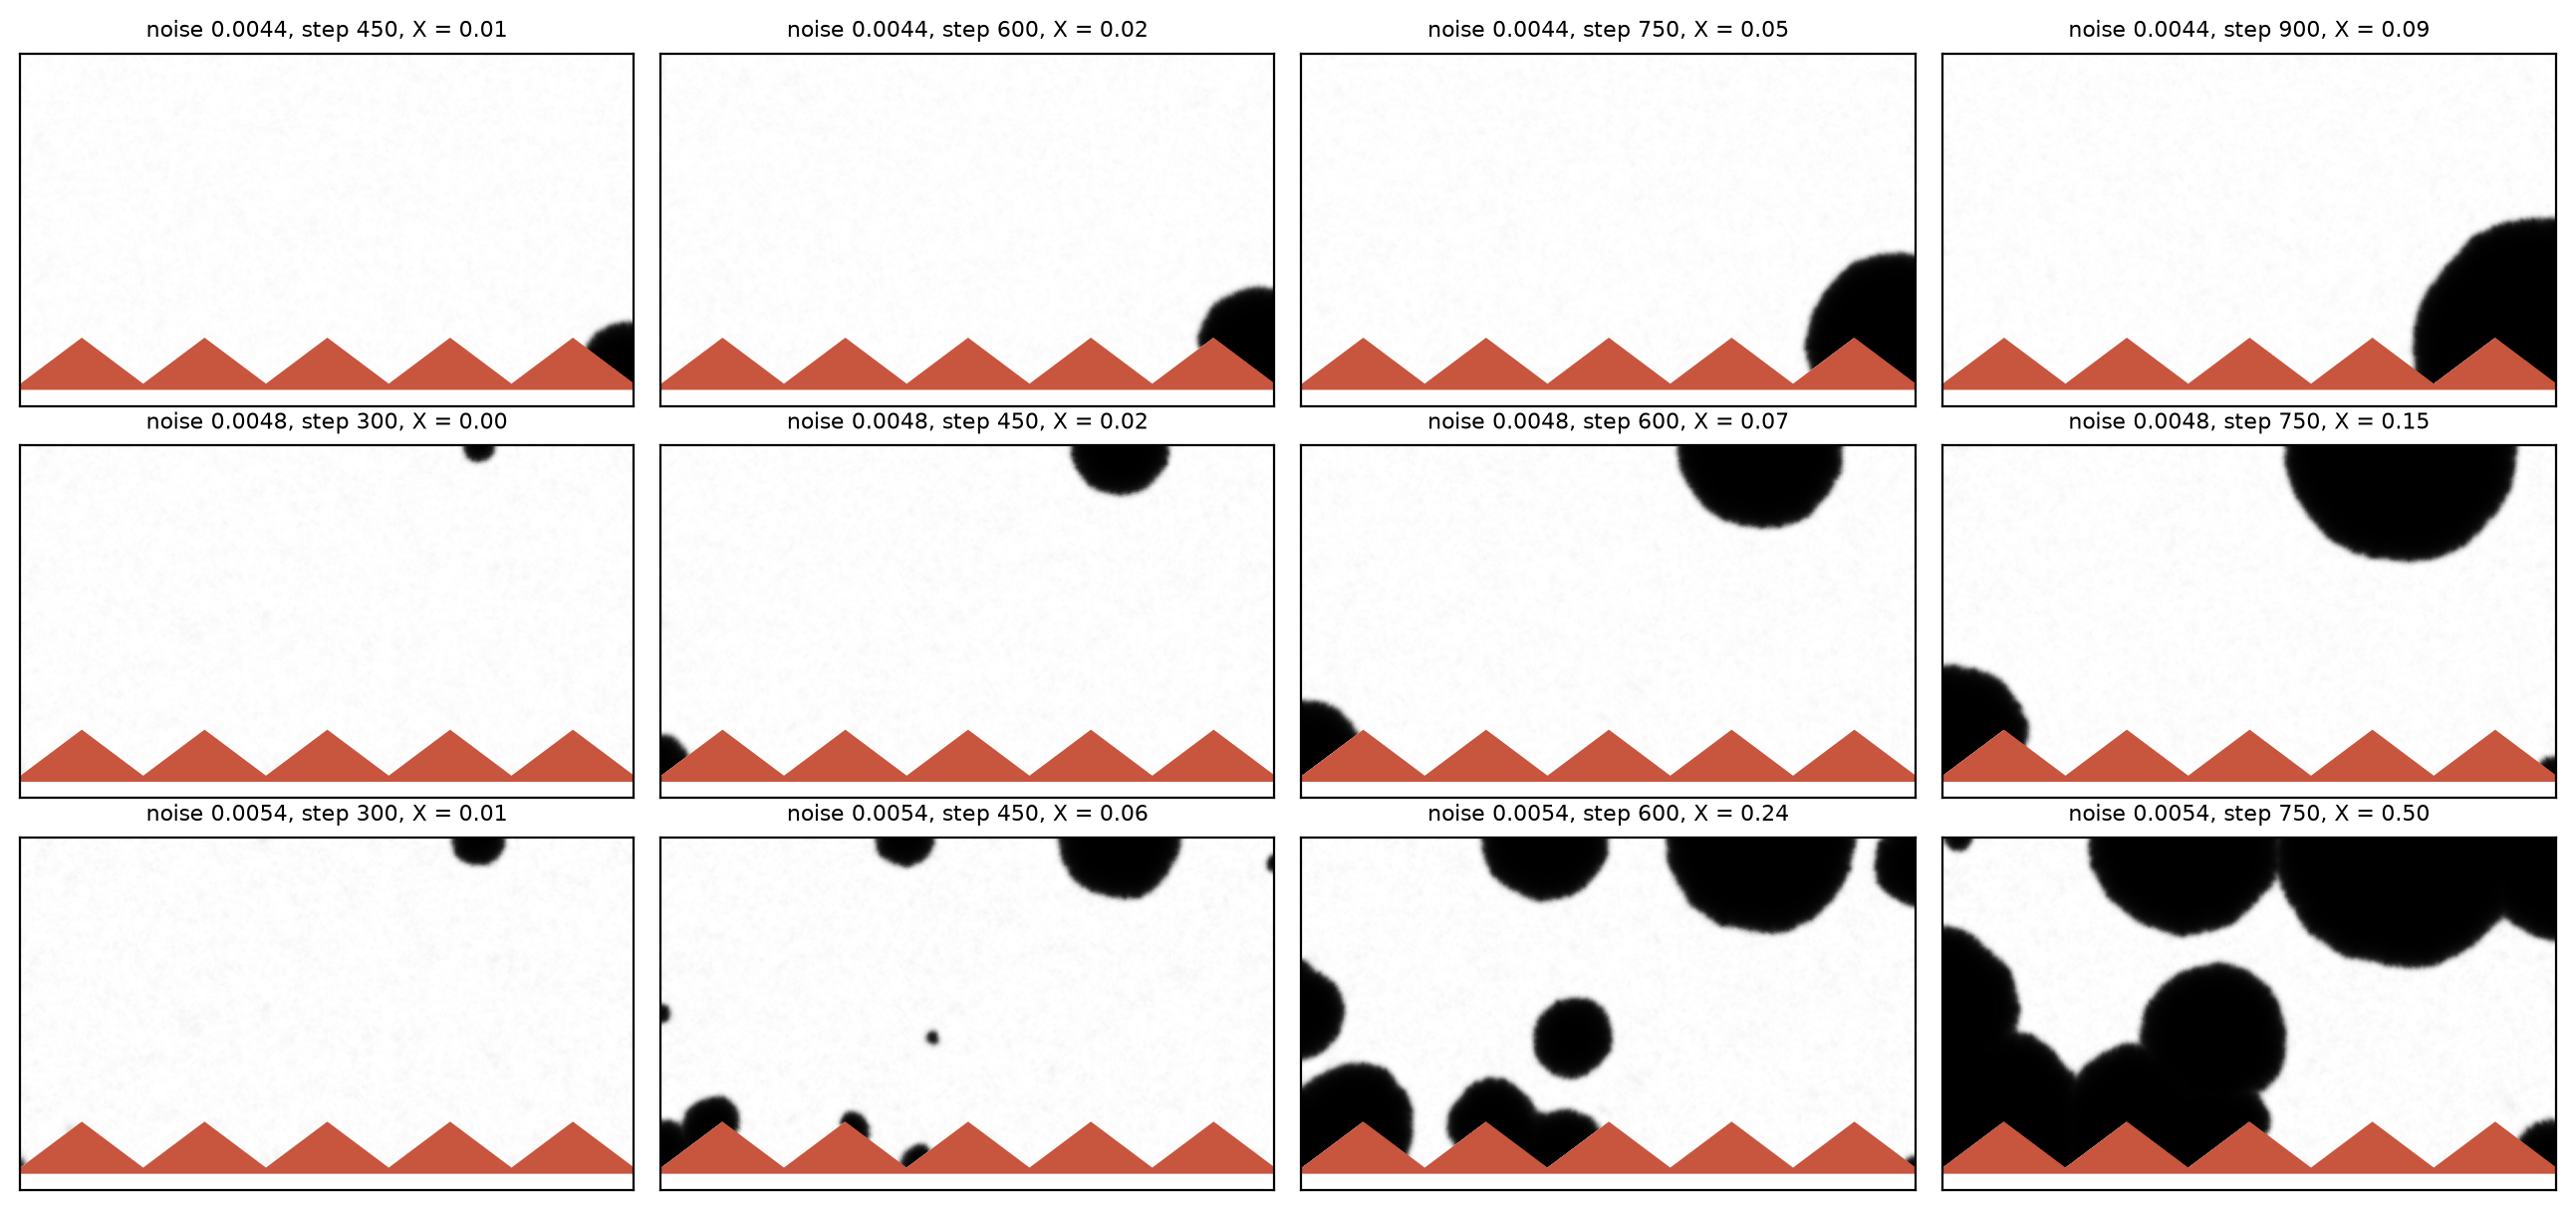 noise 0.0044, step 450, X = 0.01
noise 0.0044, step 600, X = 0.02
noise 0.0044, step 750, X = 0.05
noise 0.0044, step 900, X = 0.09
noise 0.0048, step 300, X = 0.00
noise 0.0048, step 450, X = 0.02
noise 0.0048, step 600, X = 0.07
noise 0.0048, step 750, X = 0.15
noise 0.0054, step 300, X = 0.01
noise 0.0054, step 450, X = 0.06
noise 0.0054, step 600, X = 0.24
noise 0.0054, step 750, X = 0.50